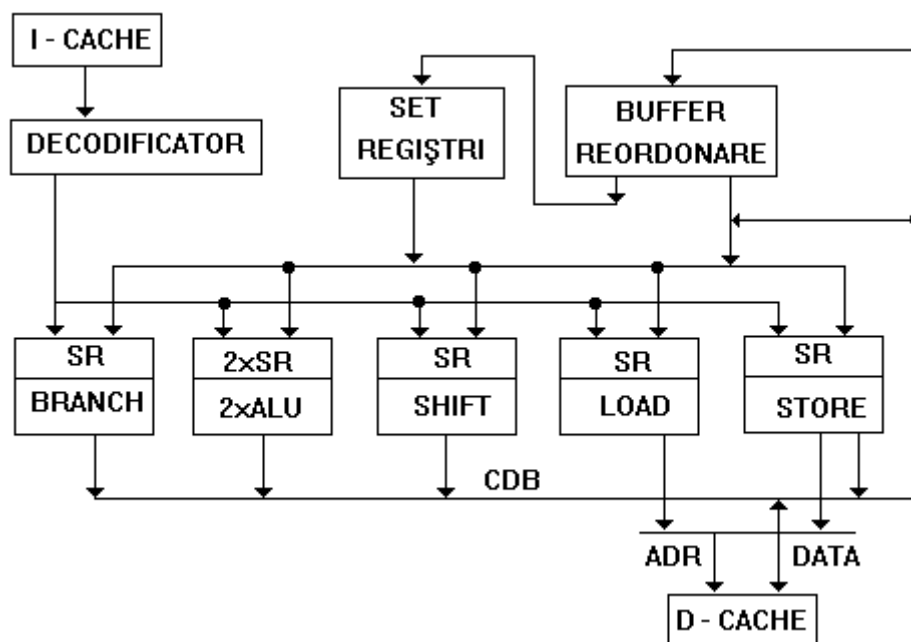 I - CACHE
DECODIFICATOR
SET
REGIŞTRI
BUFFER
REORDONARE
SR
BRANCH
2xSR
2xALU
SR
SHIFT
SR
LOAD
SR
STORE
CDB
ADR
DATA
D - CACHE